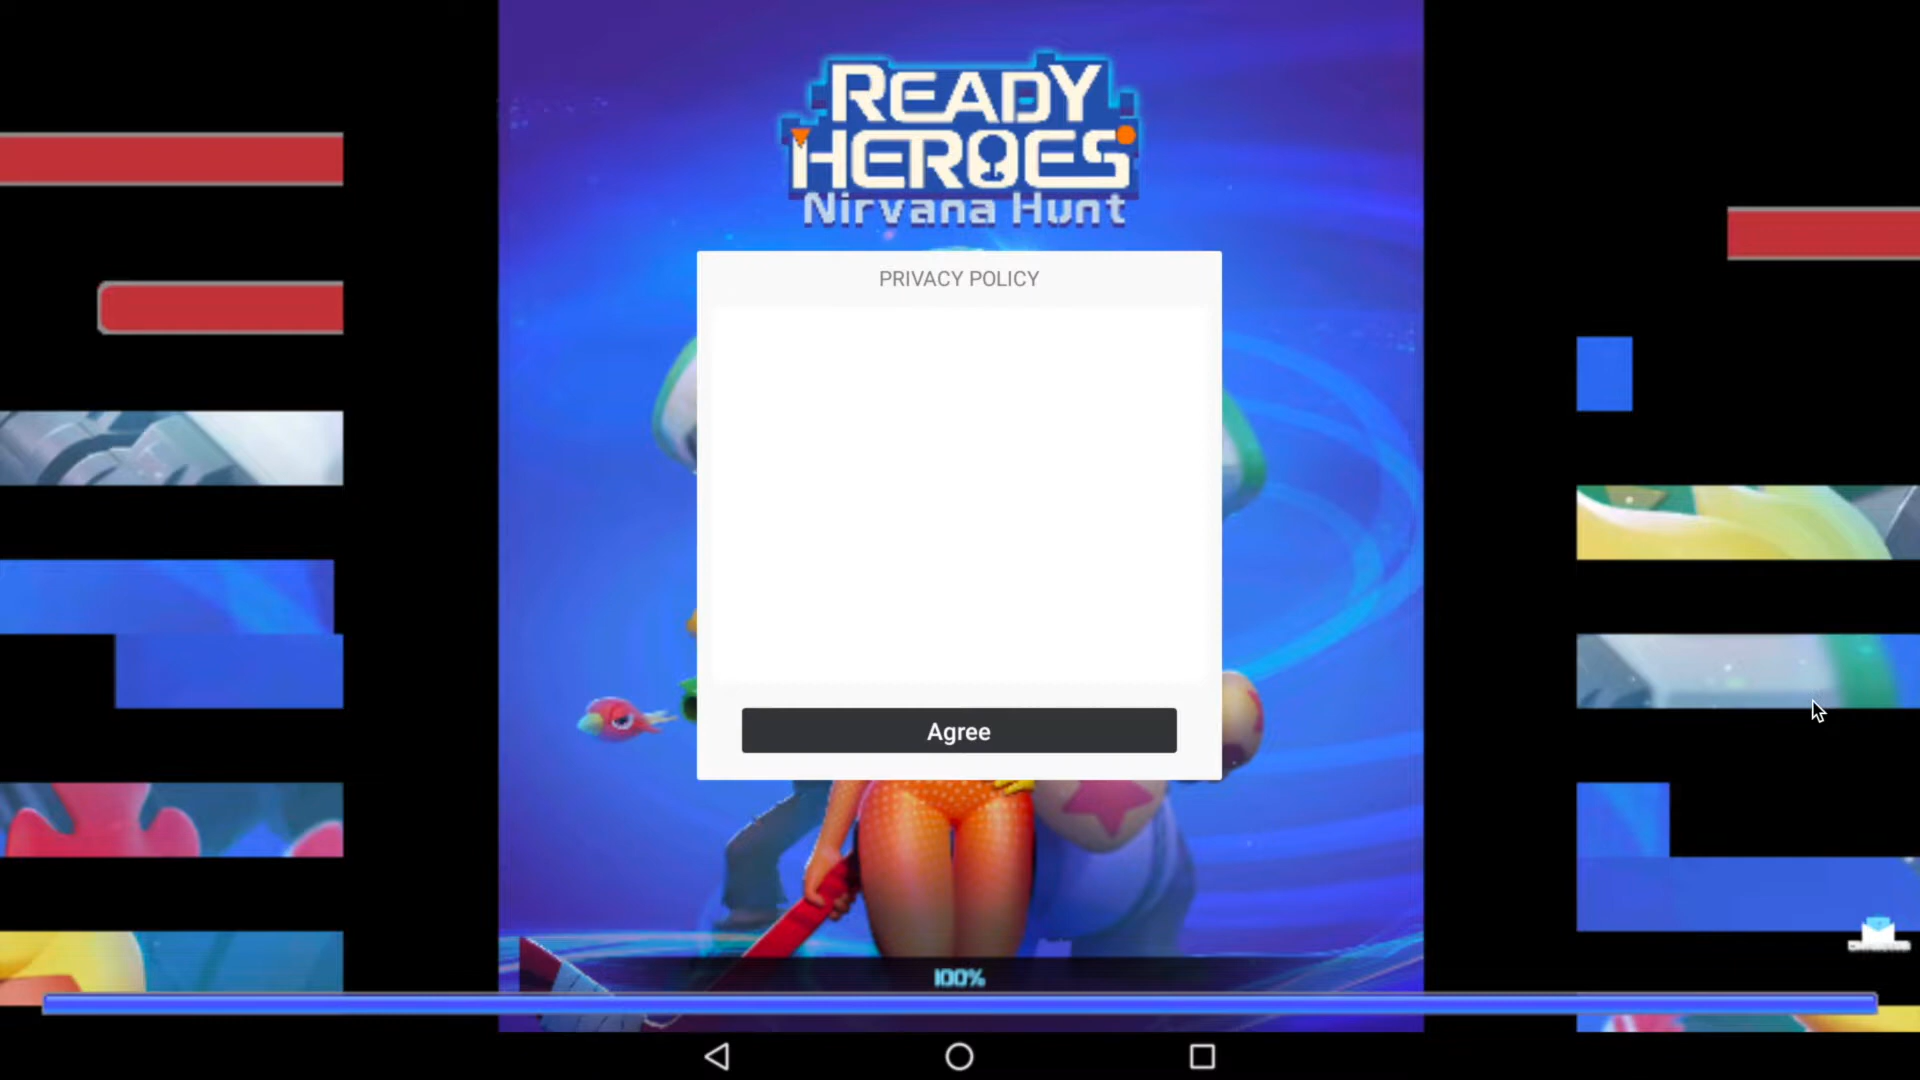 READY
HEROES
Nirvana Hunt
PRIVACY POLICY
Agree
100%